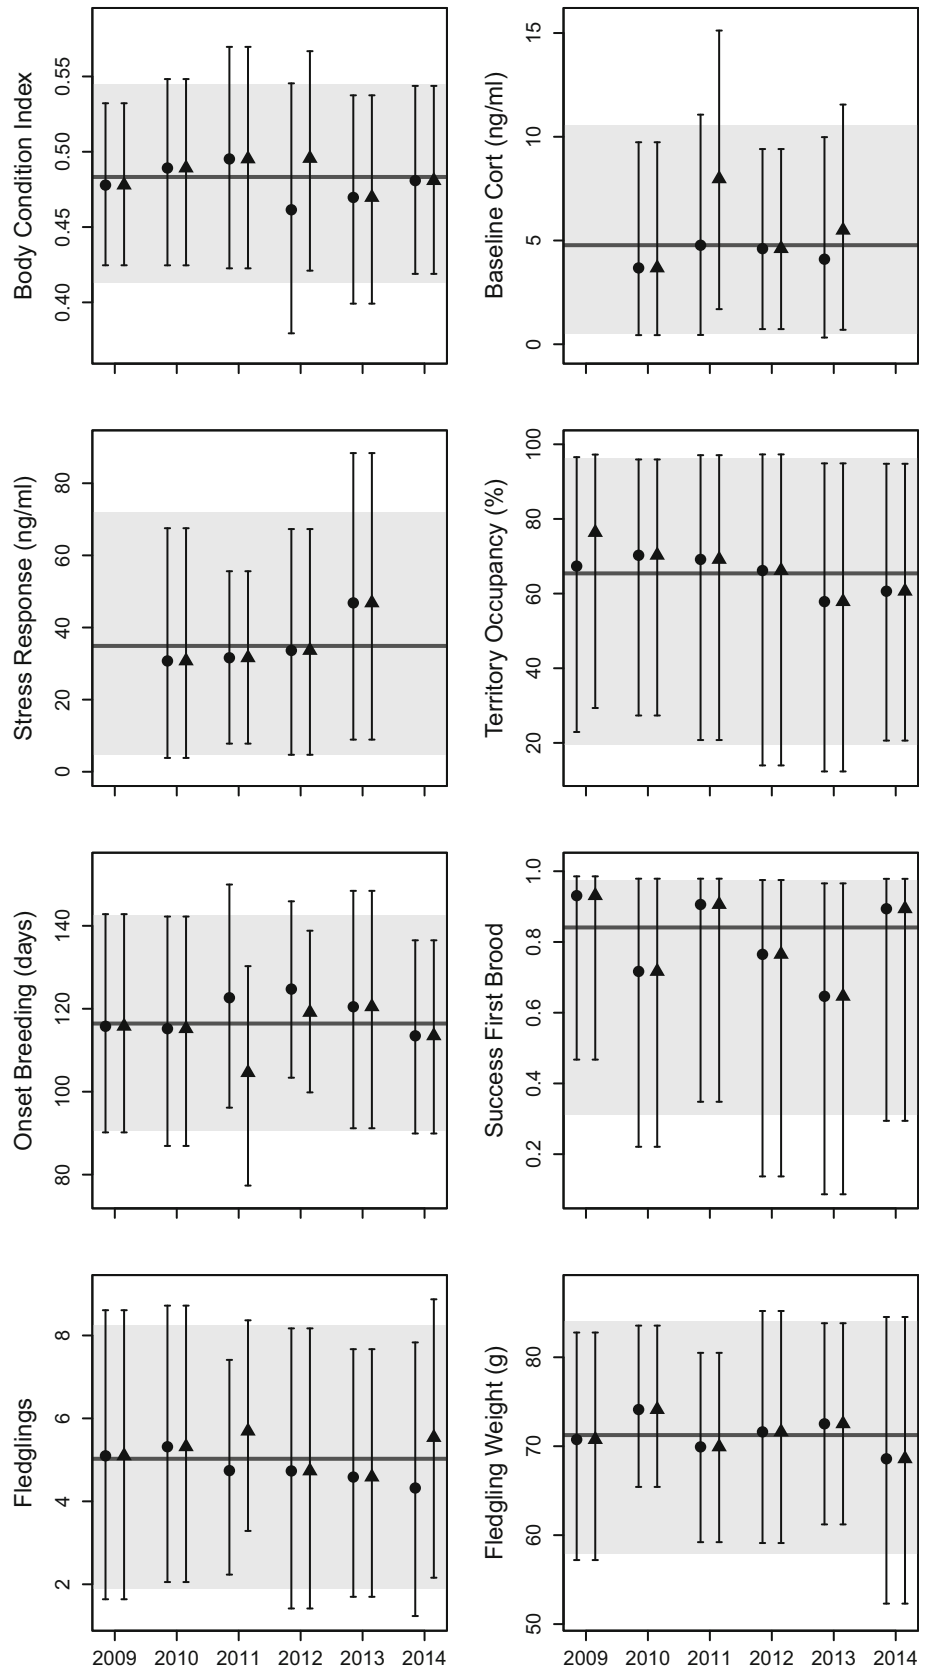 Body Condition Index
0.40 0.45 0.50 0.55
Baseline Cort (ng/ml)
0 5 10 15
Stress Response (ng/ml)
0 20 40 60 80
Territory Occupancy (%)
20 40 60 80 100
Onset Breeding (days)
80 100 120 140
Success First Brood
0.2 0.4 0.6 0.8 1.0
Fledglings
2 4 6 8
2009 2010 2011 2012 2013 2014
Fledgling Weight (g)
50 60 70 80
2009 2010 2011 2012 2013 2014